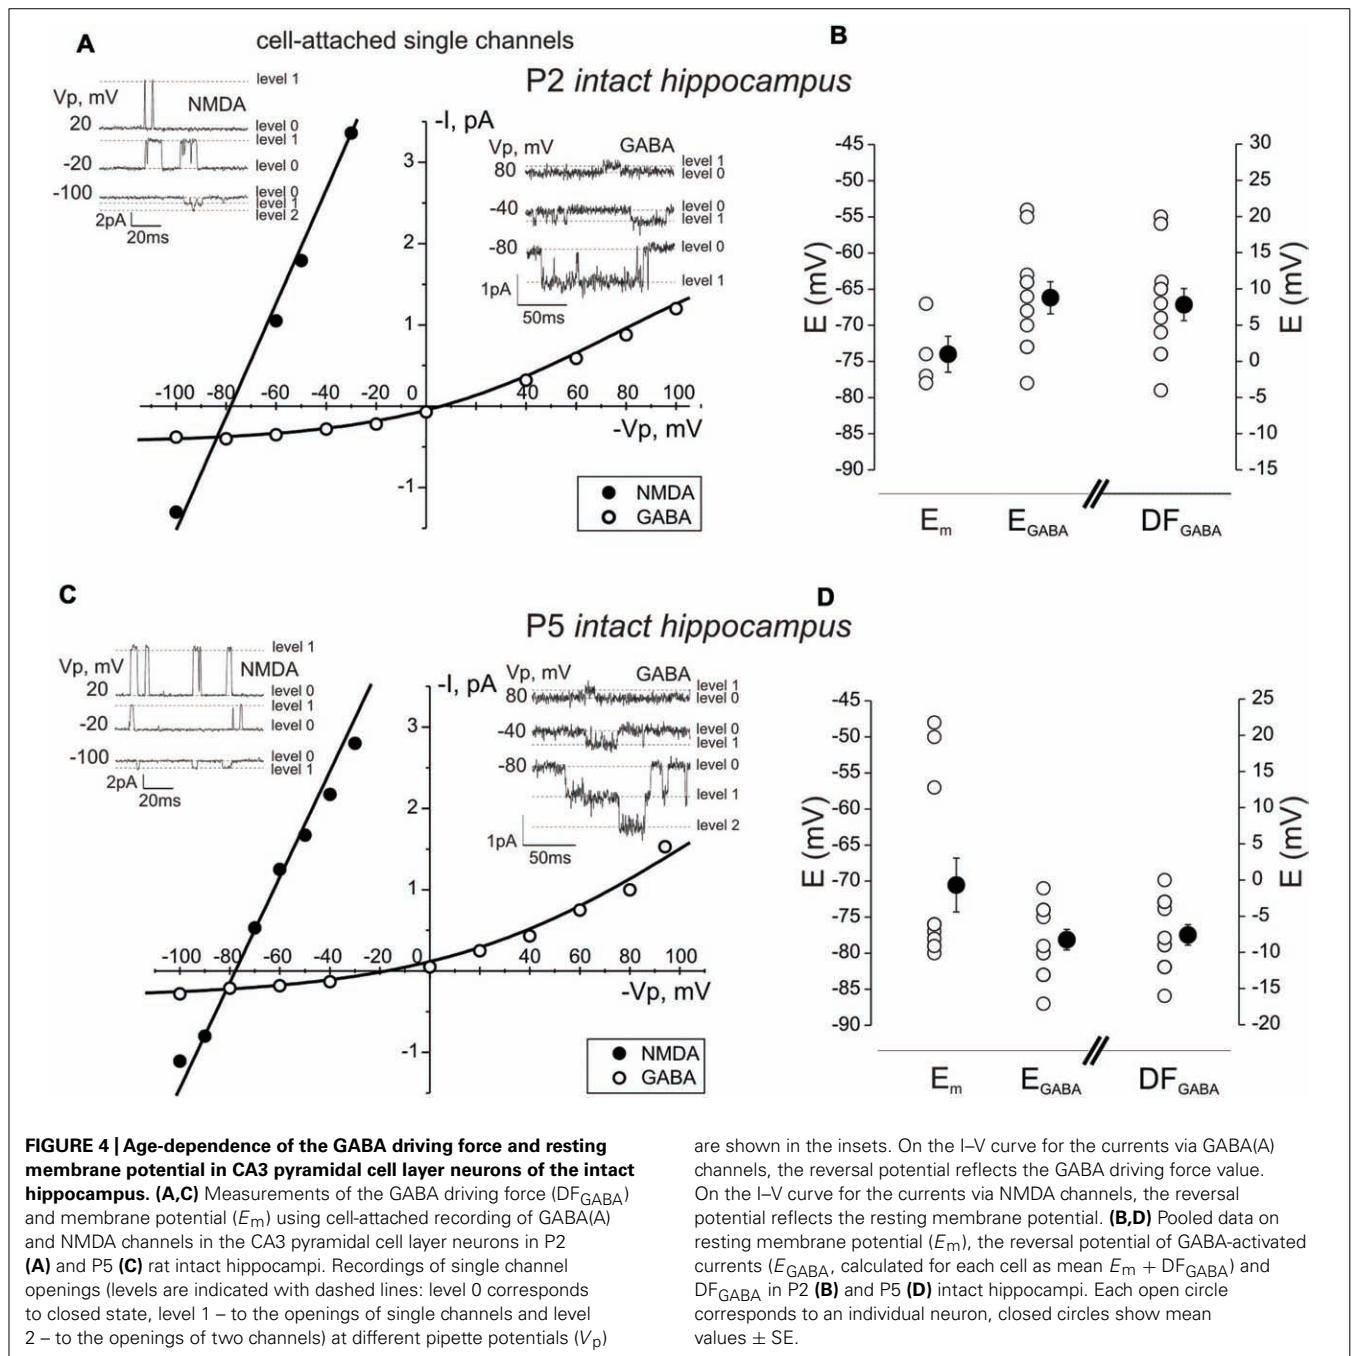 A
cell-attached single channels
P2 intact hippocampus
Vp, mV
NMDA
20
-20
-100
level 1
level 0
level 1
level 0
level 0
level 1
level 2
2pA
20ms
-I, pA
3
2
1
-1
-100 -80 -60 -40 -20 0 40 60 80 100
-Vp, mV
Vp, mV
GABA
80
-40
-80
level 1
level 0
level 0
level 1
level 0
level 1
1pA
50ms
NMDA
GABA
B
E (mV)
-45
-50
-55
-60
-65
-70
-75
-80
-85
-90
30
25
20
15
10
5
0
-5
-10
-15
E (mV)
Em
EGABA
DFGABA
C
P5 intact hippocampus
Vp, mV
NMDA
20
-20
-100
level 1
level 0
level 1
level 0
level 0
level 1
2pA
20ms
-I, pA
3
2
1
-1
-100 -80 -60 -40 -20 0 20 40 60 80 100
-Vp, mV
Vp, mV
GABA
80
-40
-80
level 1
level 0
level 0
level 1
level 0
level 1
level 2
1pA
50ms
NMDA
GABA
D
E (mV)
-45
-50
-55
-60
-65
-70
-75
-80
-85
-90
25
20
15
10
5
0
-5
-10
-15
-20
E (mV)
Em
EGABA
DFGABA
FIGURE 4 | Age-dependence of the GABA driving force and resting
membrane potential in CA3 pyramidal cell layer neurons of the intact
hippocampus. (A,C) Measurements of the GABA driving force (DFGABA)
and membrane potential (Em) using cell-attached recording of GABA(A)
and NMDA channels in the CA3 pyramidal cell layer neurons in P2
(A) and P5 (C) rat intact hippocampi. Recordings of single channel
openings (levels are indicated with dashed lines: level 0 corresponds
to closed state, level 1 – to the openings of single channels and level
2 – to the openings of two channels) at different pipette potentials (Vp)
are shown in the insets. On the I–V curve for the currents via GABA(A)
channels, the reversal potential reflects the GABA driving force value.
On the I–V curve for the currents via NMDA channels, the reversal
potential reflects the resting membrane potential. (B,D) Pooled data on
resting membrane potential (Em), the reversal potential of GABA-activated
currents (EGABA, calculated for each cell as mean Em + DFGABA) and
DFGABA in P2 (B) and P5 (D) intact hippocampi. Each open circle
corresponds to an individual neuron, closed circles show mean
values ± SE.